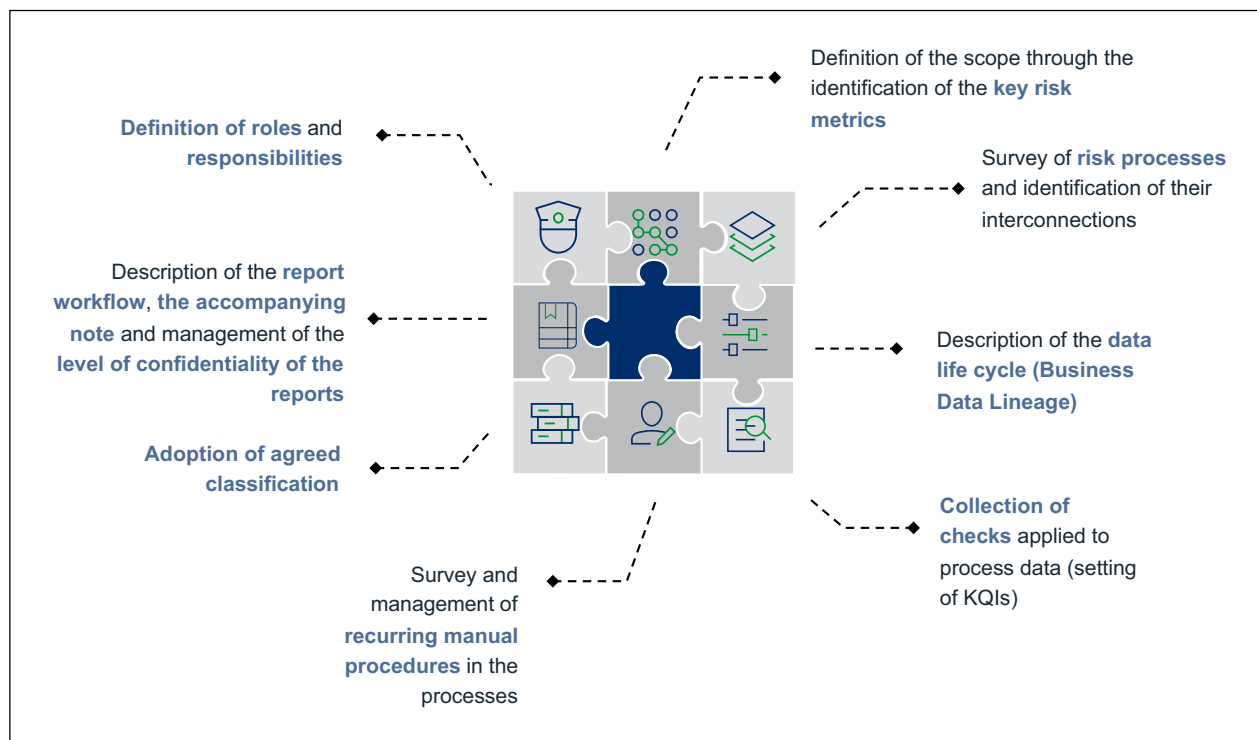 Definition of the scope through the
identification of the key risk
metrics
Definition of roles and
responsibilities
Survey of risk processes
and identification of their
interconnections
Description of the report
workflow, the accompanying
note and management of the
level of confidentiality of the
reports
Description of the data
life cycle (Business
Data Lineage)
Adoption of agreed
classification
Collection of
checks applied to
process data (setting
of KQIs)
Survey and
management of
recurring manual
procedures in the
processes